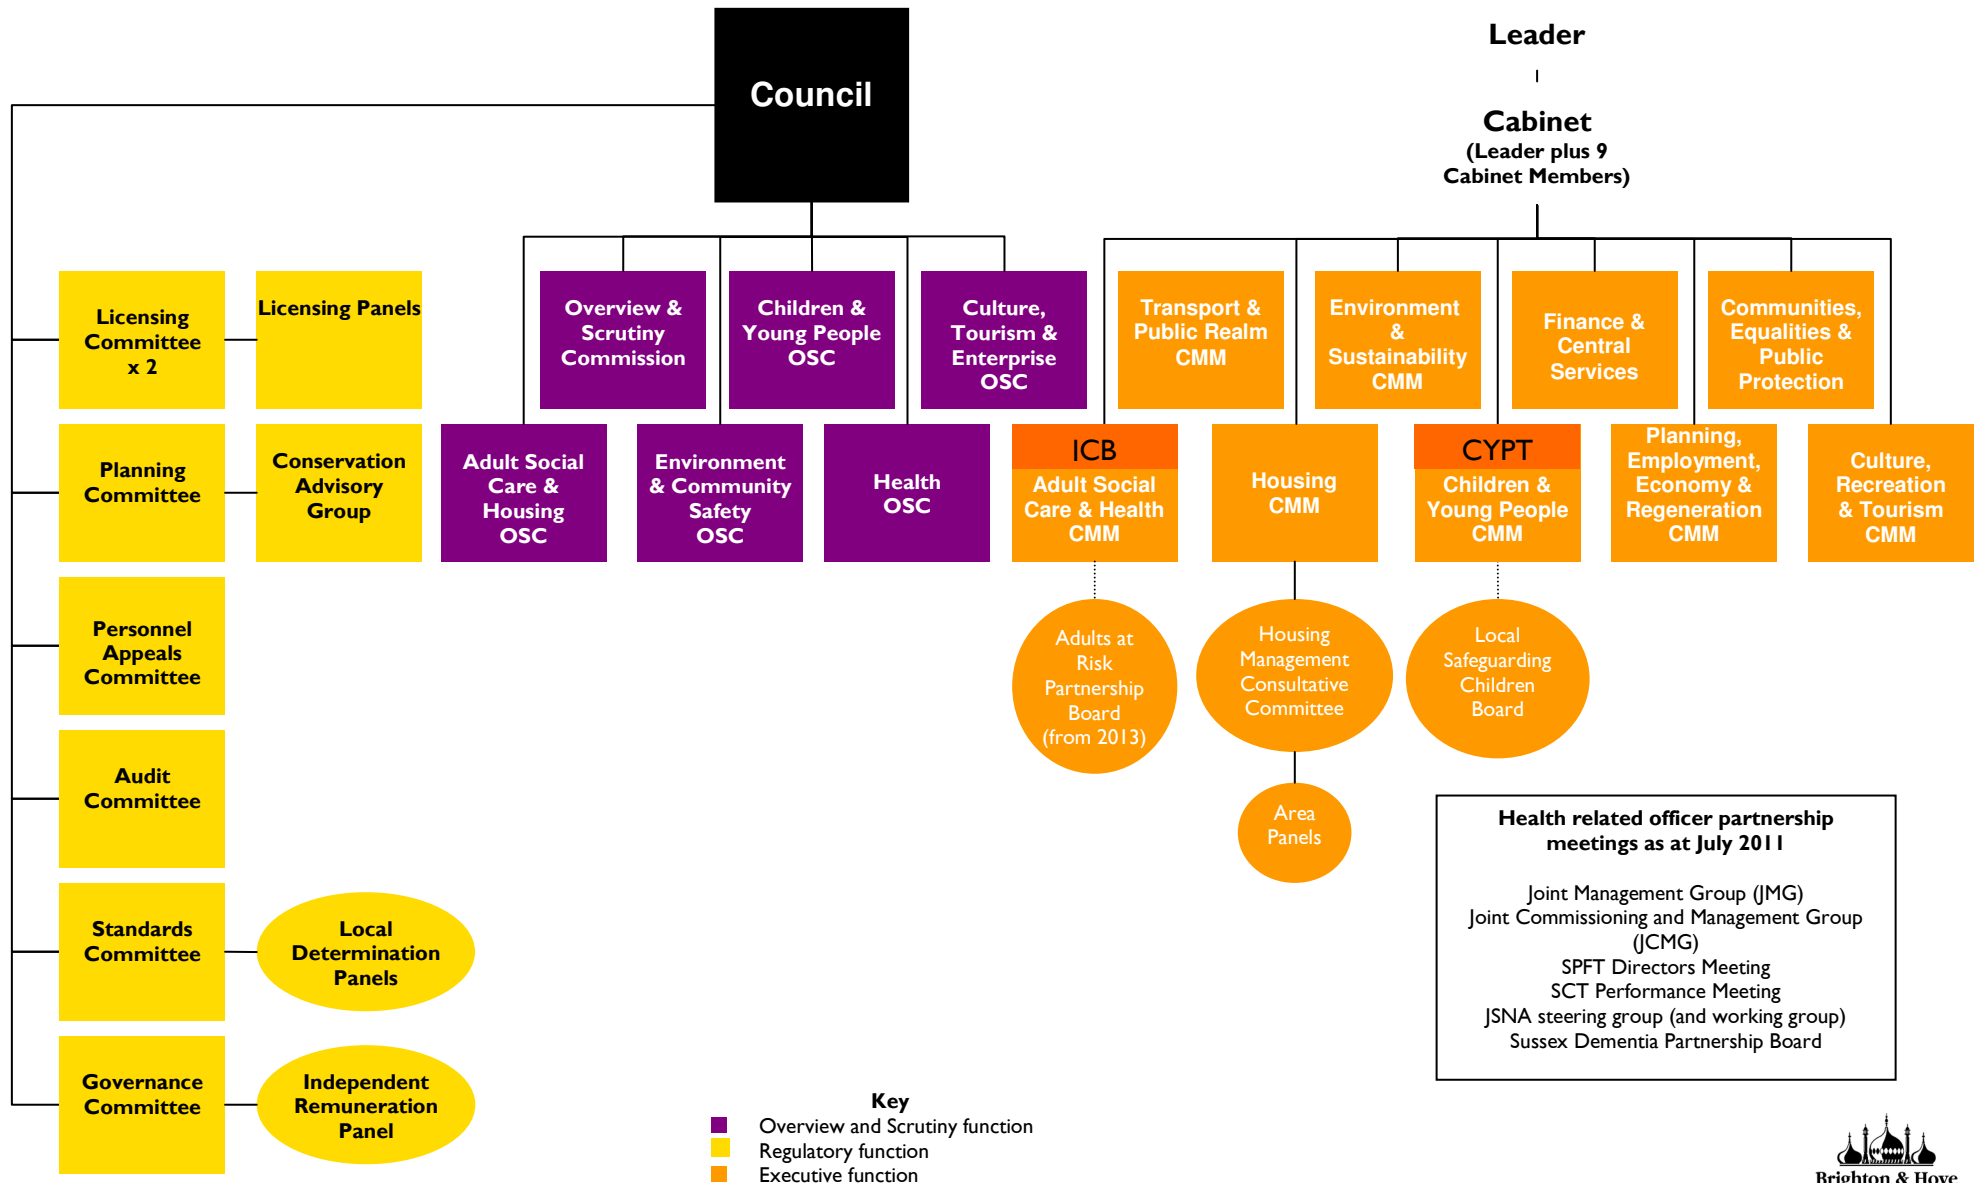 Council
Leader
Cabinet
(Leader plus 9
Cabinet Members)
Licensing
Committee
x 2
Licensing Panels
Overview &
Scrutiny
Commission
Children &
Young People
OSC
Culture,
Tourism &
Enterprise
OSC
Transport &
Public Realm
CMM
Environment
&
Sustainability
CMM
Finance &
Central
Services
Communities,
Equalities &
Public
Protection
Planning
Committee
Conservation
Advisory
Group
Adult Social
Care &
Housing
OSC
Environment
& Community
Safety
OSC
Health
OSC
ICB
Adult Social
Care & Health
CMM
Housing
CMM
CYPT
Children &
Young People
CMM
Planning,
Employment,
Economy &
Regeneration
CMM
Culture,
Recreation
& Tourism
CMM
Personnel
Appeals
Committee
Adults at
Risk
Partnership
Board
(from 2013)
Housing
Management
Consultative
Committee
Local
Safeguarding
Children
Board
Audit
Committee
Area
Panels
Health related officer partnership
meetings as at July 2011
Joint Management Group (JMG)
Joint Commissioning and Management Group
(JCMG)
SPFT Directors Meeting
SCT Performance Meeting
JSNA steering group (and working group)
Sussex Dementia Partnership Board
Standards
Committee
Local
Determination
Panels
Governance
Committee
Independent
Remuneration
Panel
Key
Overview and Scrutiny function
Regulatory function
Executive function
Brighton & Hove